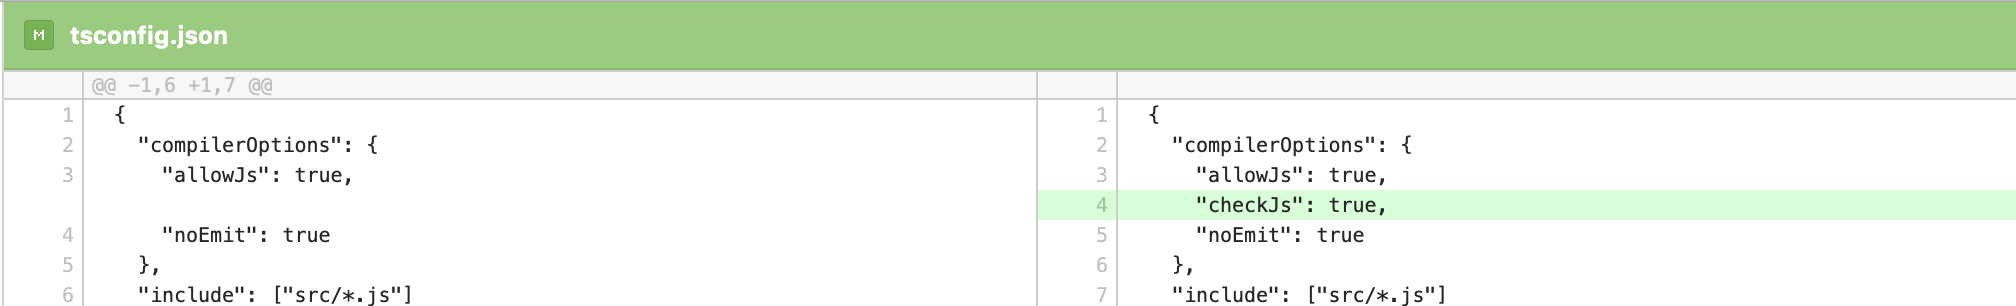 M tsconfig.json
@@ -1,6 +1,7 @@
1 { 1 {
2 "compilerOptions": { 2 "compilerOptions": {
3 "allowJs": true, 3 "allowJs": true,
4 "checkJs": true,
4 "noEmit": true 5 "noEmit": true
5 }, 6 },
6 "include": ["src/*.js"] 7 "include": ["src/*.js"]